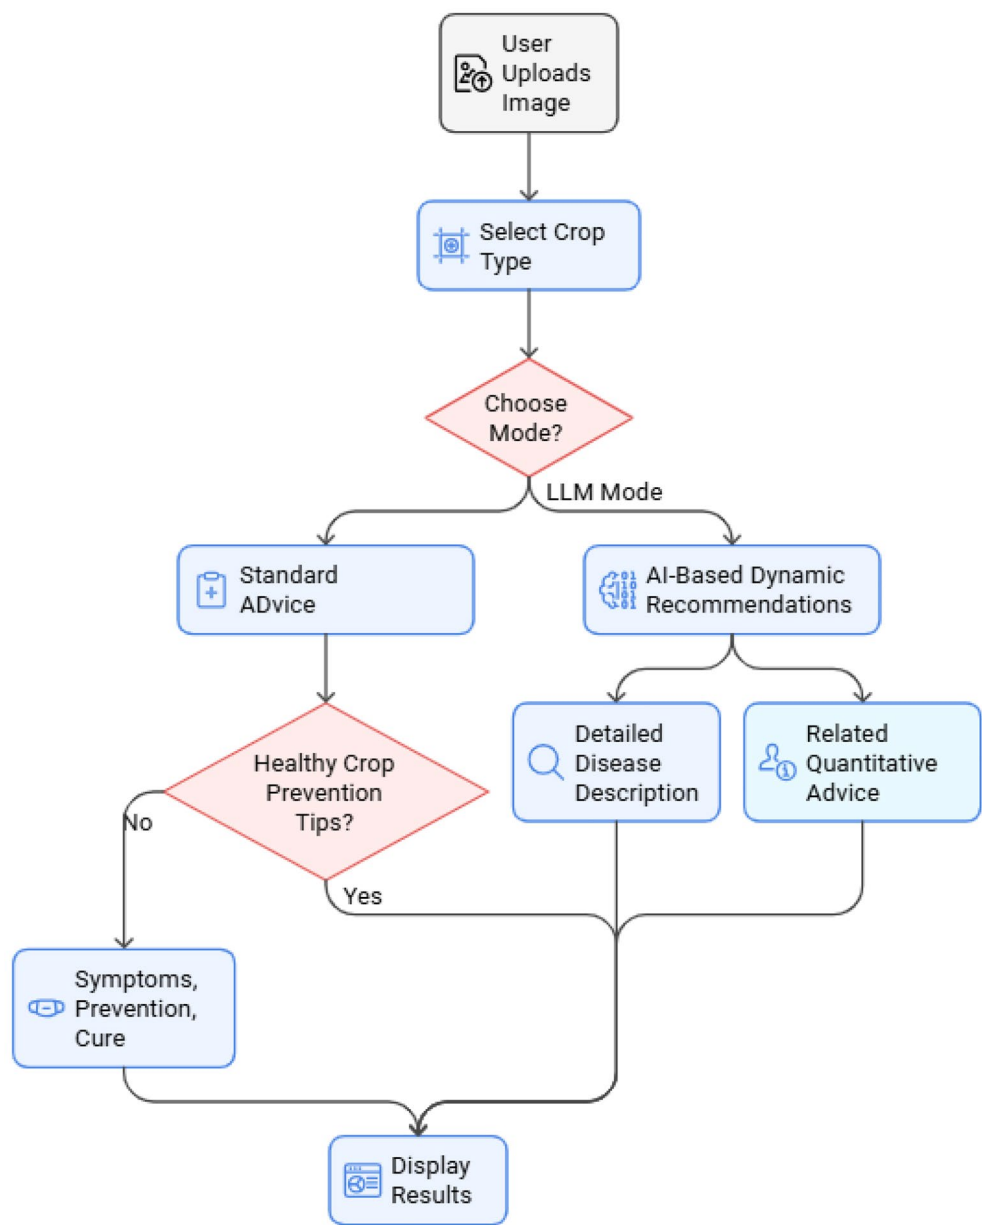 User
Uploads
Image
Select Crop
Type
Choose
Mode?
LLM Mode
Standard
ADvice
AI-Based Dynamic
Recommendations
Healthy Crop
Prevention
Tips?
Detailed
Disease
Description
Related
Quantitative
Advice
No
Yes
Symptoms,
Prevention,
Cure
Display
Results